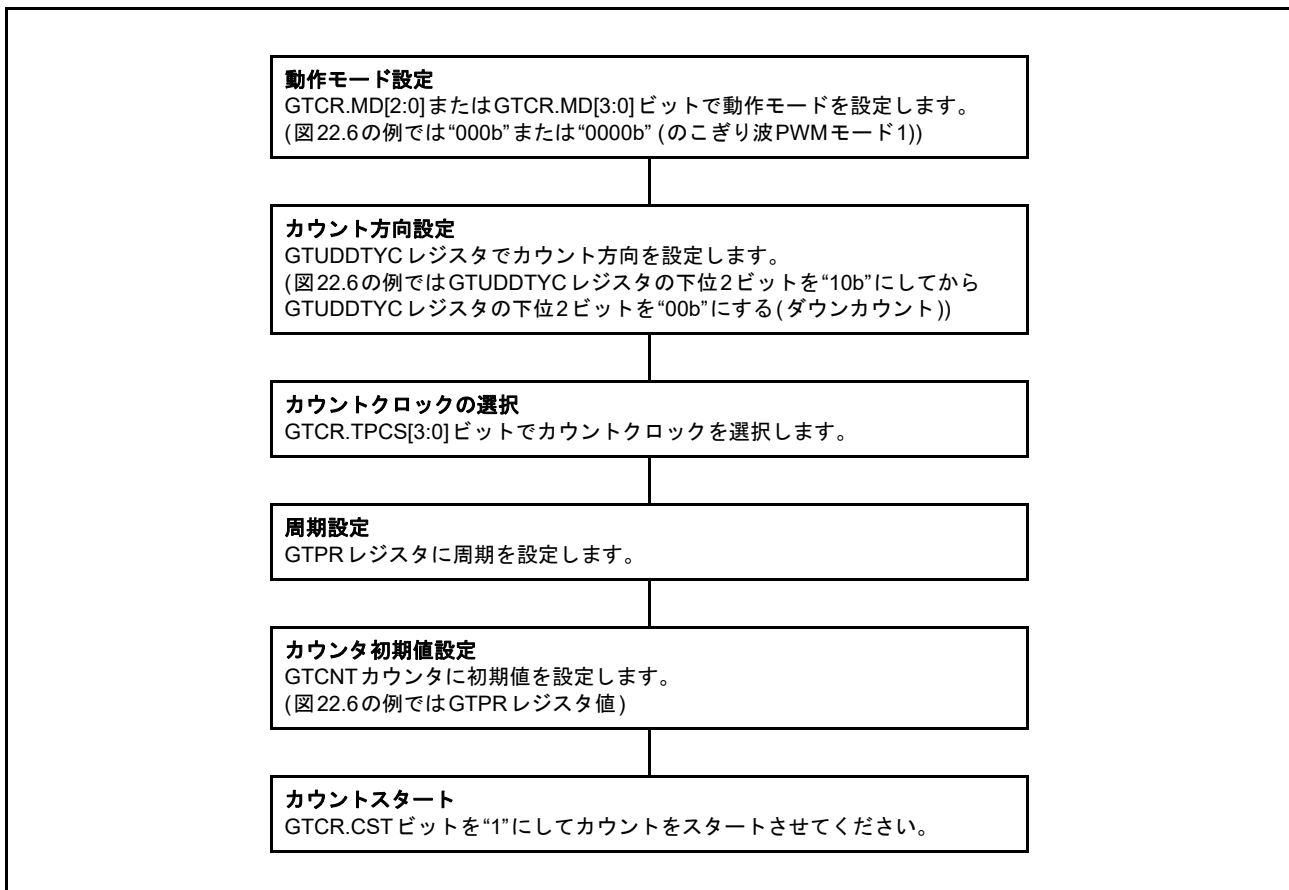 動作モード設定
GTCR.MD[2:0]またはGTCR.MD[3:0]ビットで動作モードを設定します。
(図22.6の例では“000b”または“0000b” (のこぎり波PWMモード1))
カウント方向設定
GTUDDTYCレジスタでカウント方向を設定します。
(図22.6の例ではGTUDDTYCレジスタの下位2ビットを“10b”にしてから
GTUDDTYCレジスタの下位2ビットを“00b”にする(ダウンカウント))
カウントクロックの選択
GTCR.TPCS[3:0]ビットでカウントクロックを選択します。
周期設定
GTPRレジスタに周期を設定します。
カウンタ初期値設定
GTCNTカウンタに初期値を設定します。
(図22.6の例ではGTPRレジスタ値)
カウントスタート
GTCR.CSTビットを“1”にしてカウントをスタートさせてください。